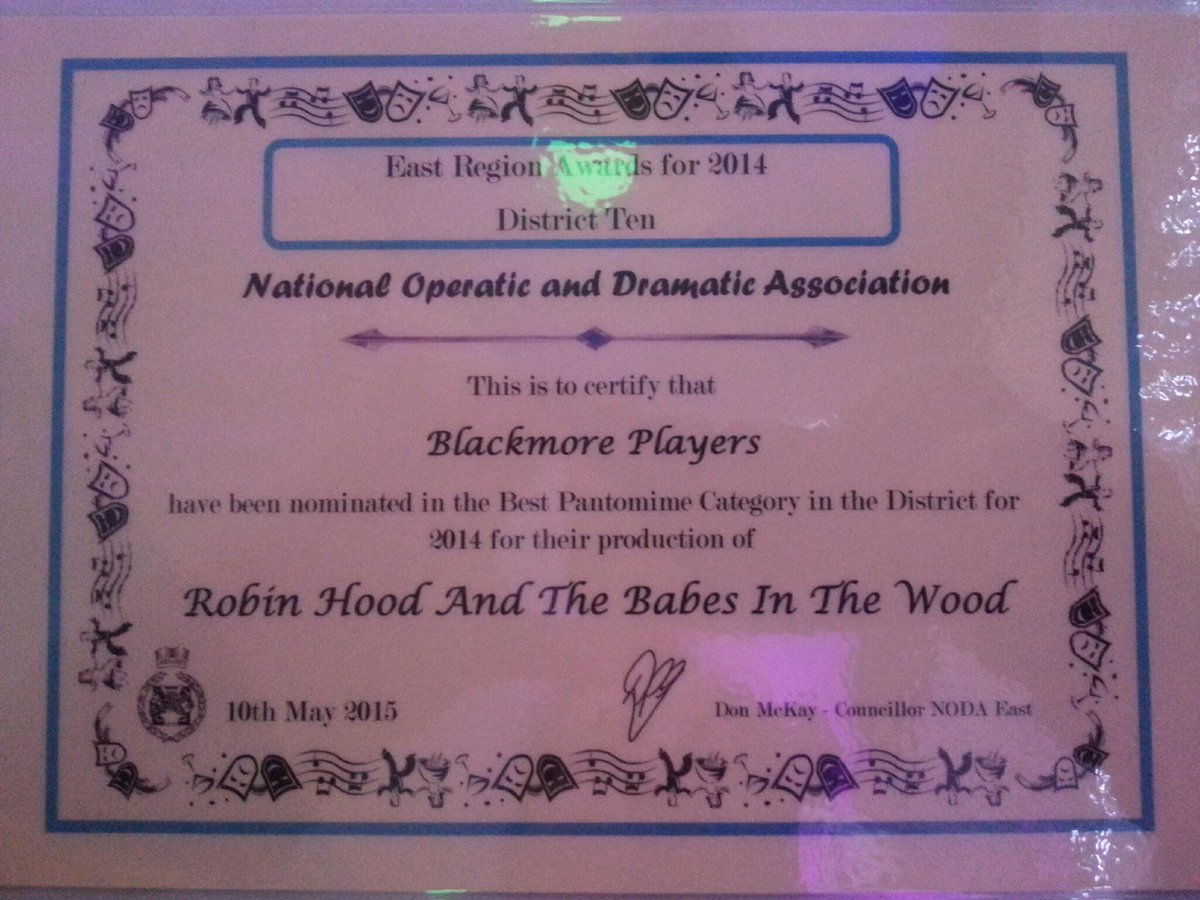 East Region Awards for 2014
District Ten
National Operatic and Dramatic Association
This is to certify that
Blackmore Players
have been nominated in the Best Pantomime Category in the District for
2014 for their production of
Robin Hood And The Babes In The Wood
10th May 2015
Don McKay - Councillor NODA East